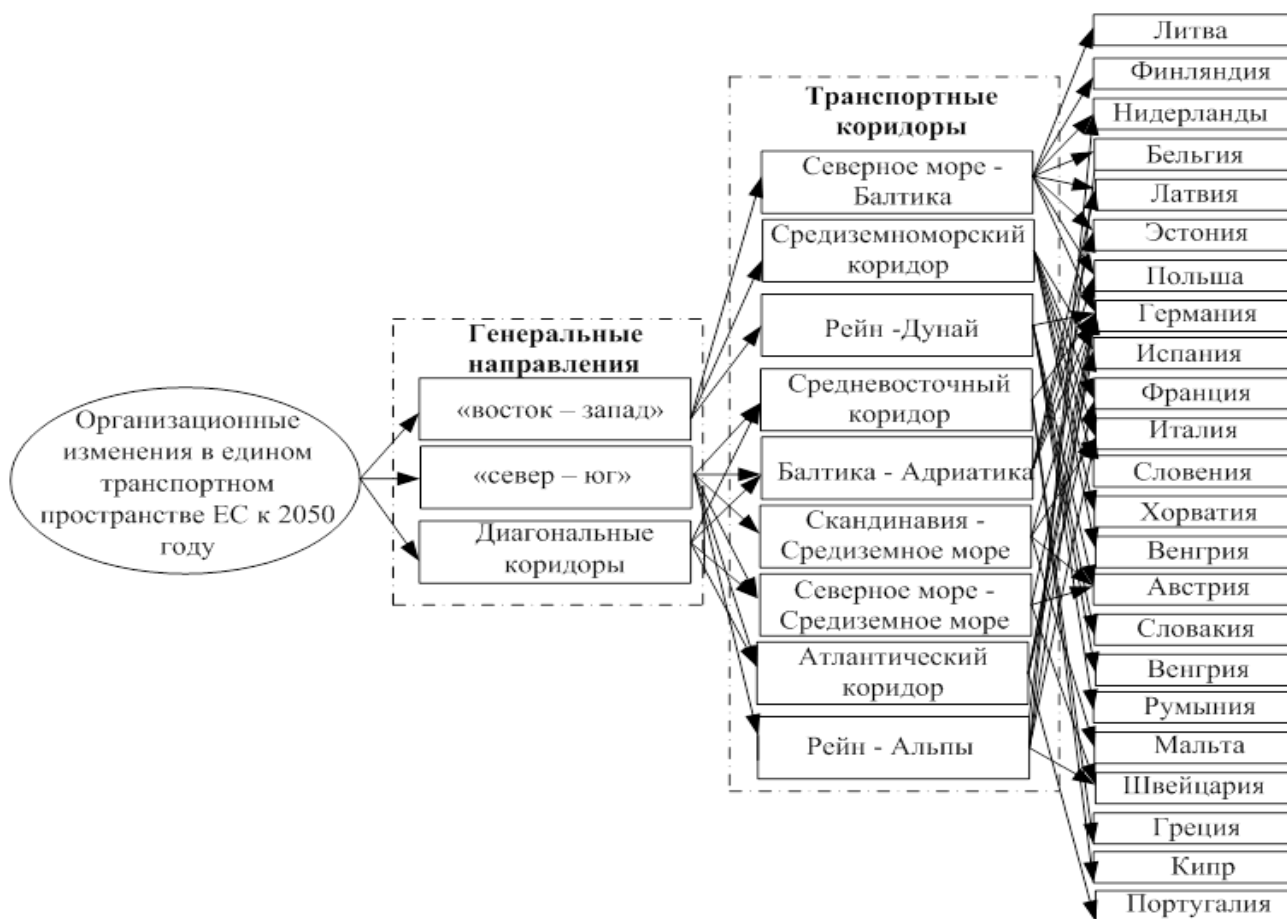 Организационные
изменения в едином
транспортном
пространстве ЕС к 2050
году
Генеральные
направления
«восток – запад»
«север – юг»
Диагональные
коридоры
Транспортные
коридоры
Северное море -
Балтика
Средиземноморский
коридор
Рейн -Дунай
Средневосточный
коридор
Балтика - Адриатика
Скандинавия -
Средиземное море
Северное море -
Средиземное море
Атлантический
коридор
Рейн - Альпы
Литва
Финляндия
Нидерланды
Бельгия
Латвия
Эстония
Польша
Германия
Испания
Франция
Италия
Словения
Хорватия
Венгрия
Австрия
Словакия
Венгрия
Румыния
Мальта
Швейцария
Греция
Кипр
Португалия